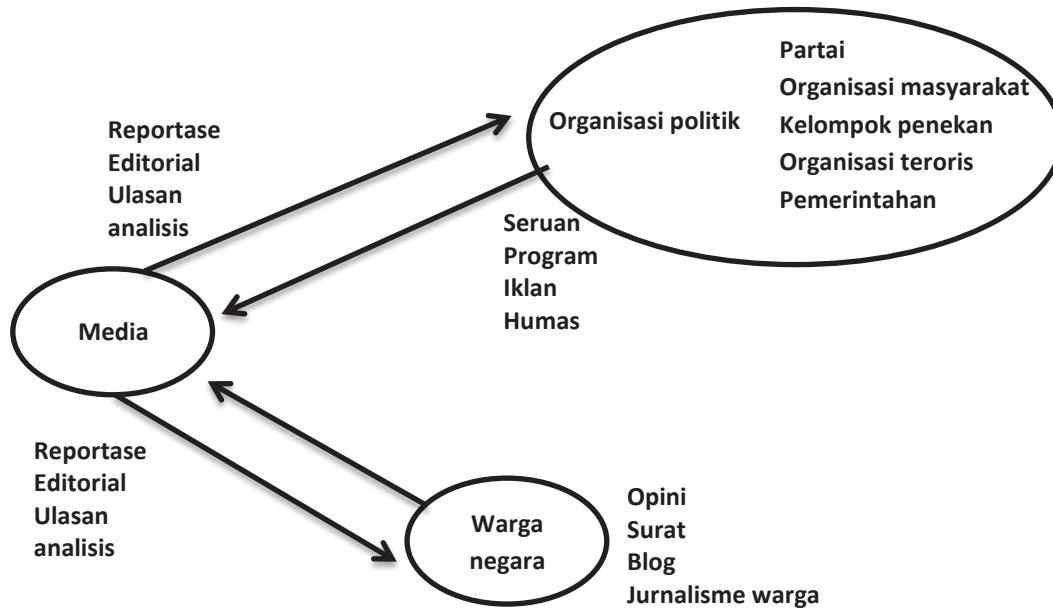 Partai
Organisasi masyarakat
Organisasi politik
Kelompok penekan
Organisasi teroris
Pemerintahan
Reportase
Editorial
Ulasan
analisis
Seruan
Program
Iklan
Humas
Media
Reportase
Editorial
Ulasan
analisis
Warga
negara
Opini
Surat
Blog
Jurnalisme warga